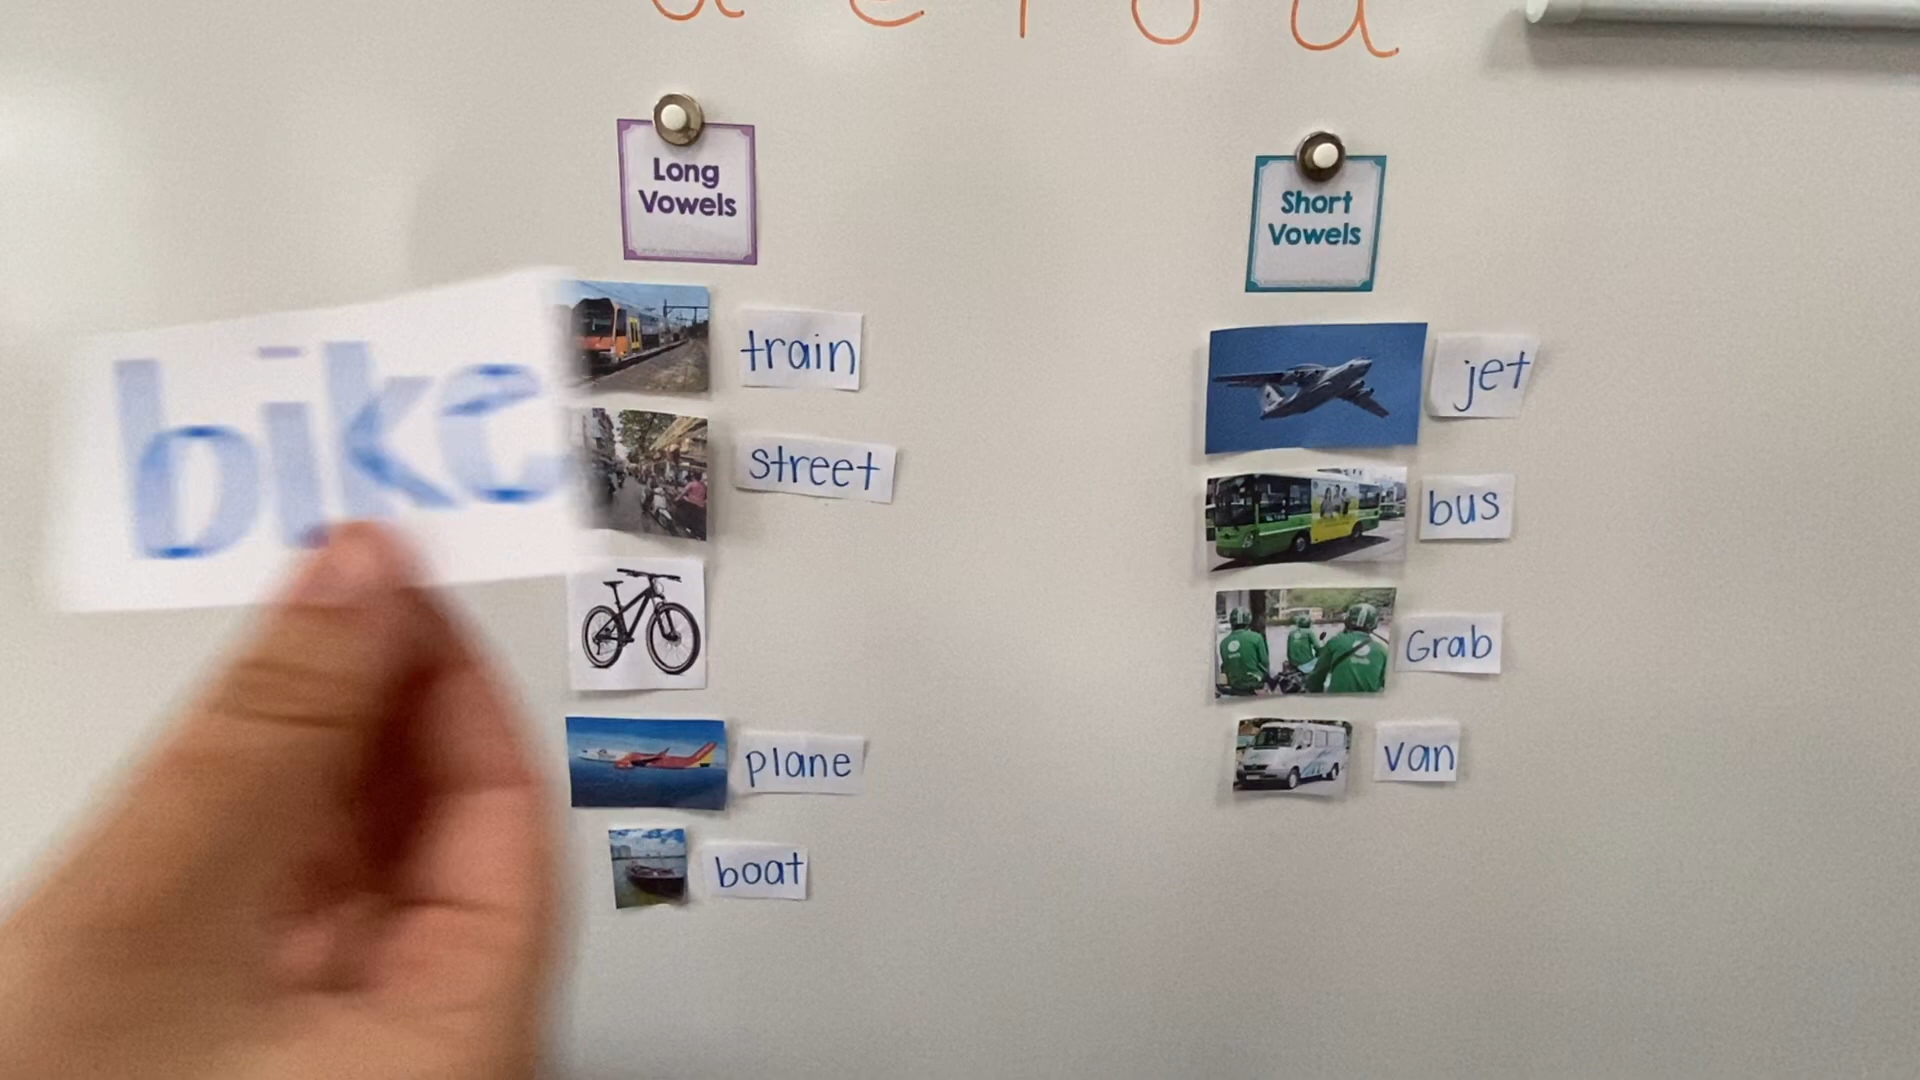 a e i o u
Long
Vowels
Short
Vowels
bike
train
street
plane
boat
jet
bus
Grab
van